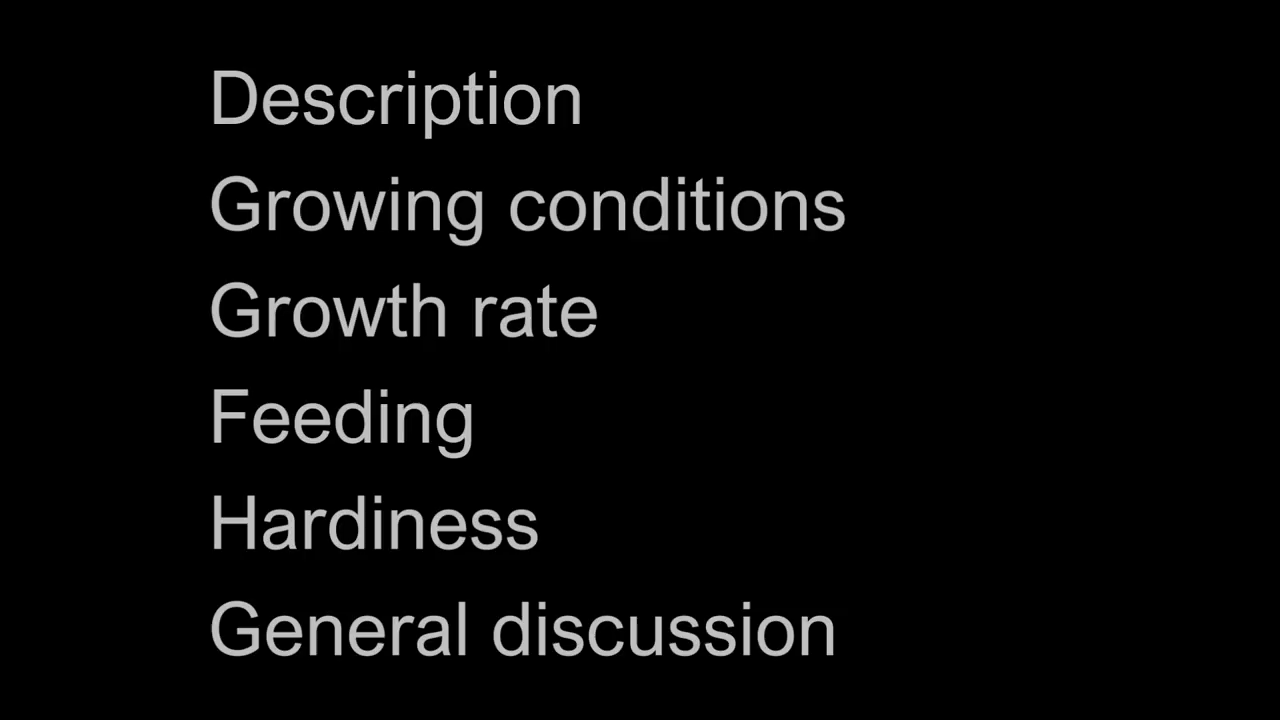 Description
Growing conditions
Growth rate
Feeding
Hardiness
General discussion